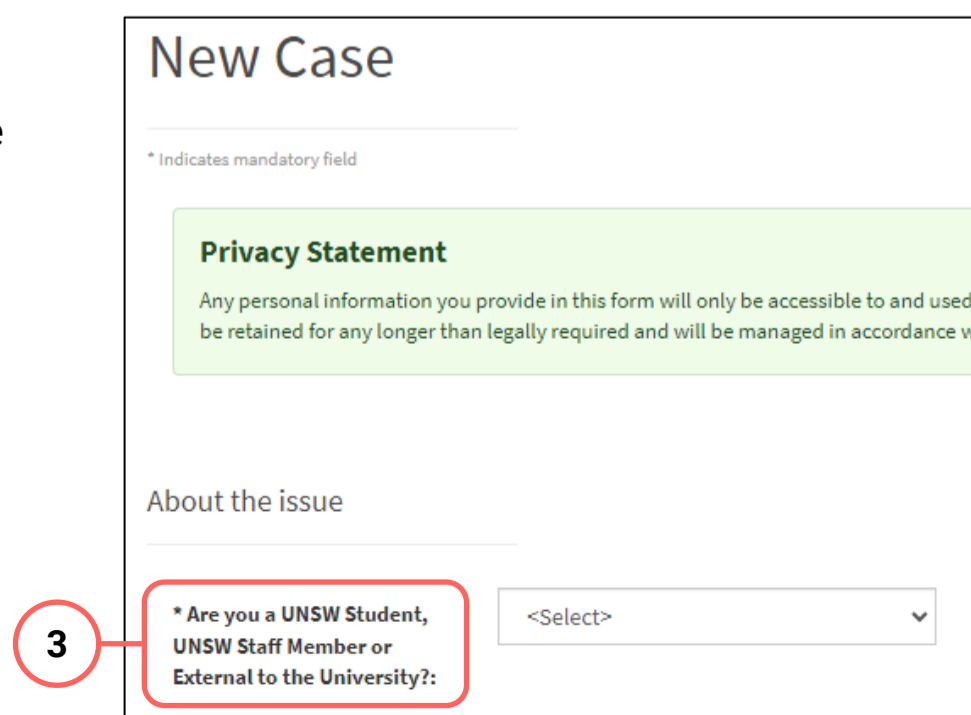 New Case
e
* Indicates mandatory field
Privacy Statement
Any personal information you provide in this form will only be accessible to and used
be retained for any longer than legally required and will be managed in accordance w
About the issue
* Are you a UNSW Student,
UNSW Staff Member or
External to the University?:
<Select>
3